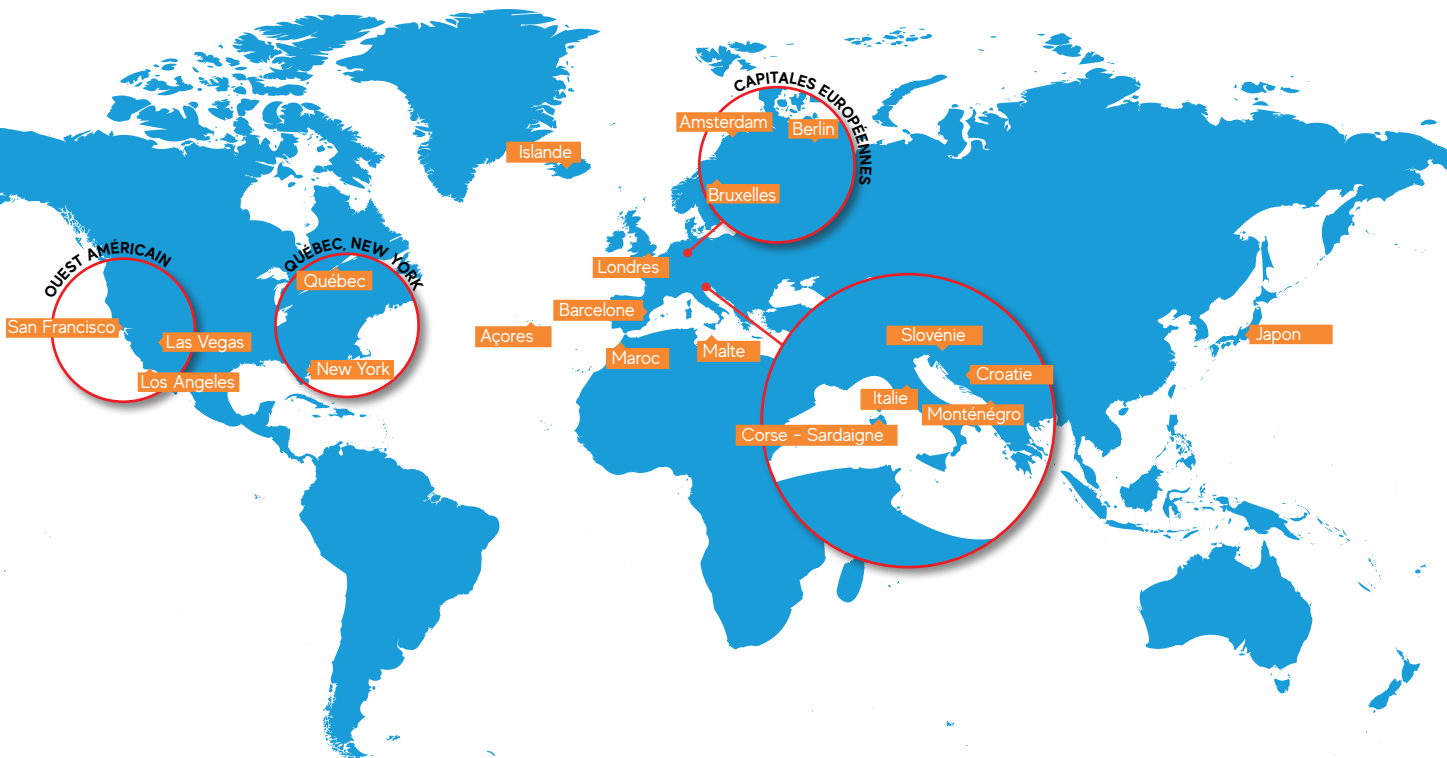 CAPITALES EUROPÉENNES
Amsterdam
Berlin
Bruxelles
Islande
OUEST AMÉRICAIN
San Francisco
Las Vegas
Los Angeles
QUÉBEC, NEW YORK
Québec
New York
Londres
Barcelone
Açores
Maroc
Malte
Slovénie
Croatie
Italie
Monténégro
Corse - Sardaigne
Japon